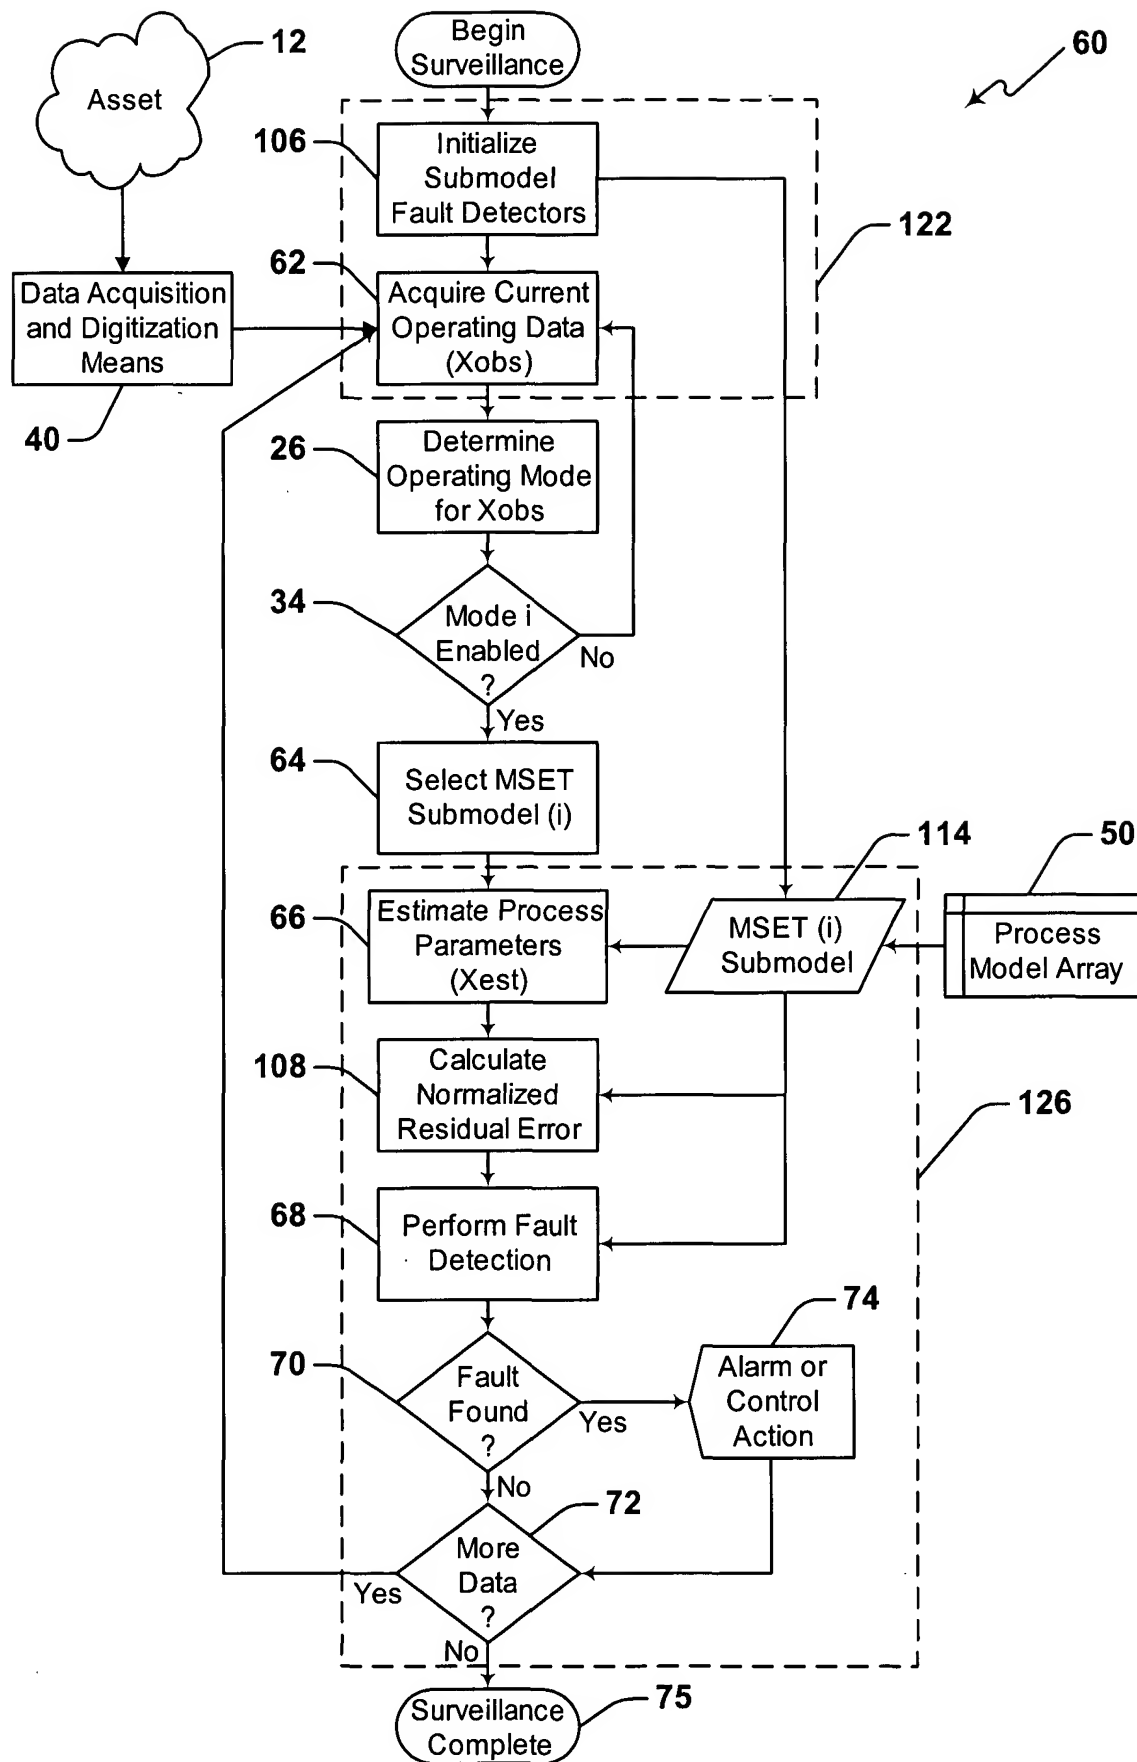 12
Asset
Begin
Surveillance
60
106
Initialize
Submodel
Fault Detectors
122
62
Acquire Current
Operating Data
(Xobs)
Data Acquisition
and Digitization
Means
40
26
Determine
Operating Mode
for Xobs
34
Mode i
Enabled
?
No
Yes
64
Select MSET
Submodel (i)
114
50
66
Estimate Process
Parameters
(Xest)
MSET (i)
Submodel
Process
Model Array
108
Calculate
Normalized
Residual Error
126
68
Perform Fault
Detection
74
70
Fault
Found
?
Yes
Alarm or
Control
Action
No
72
More
Data
?
Yes
No
75
Surveillance
Complete